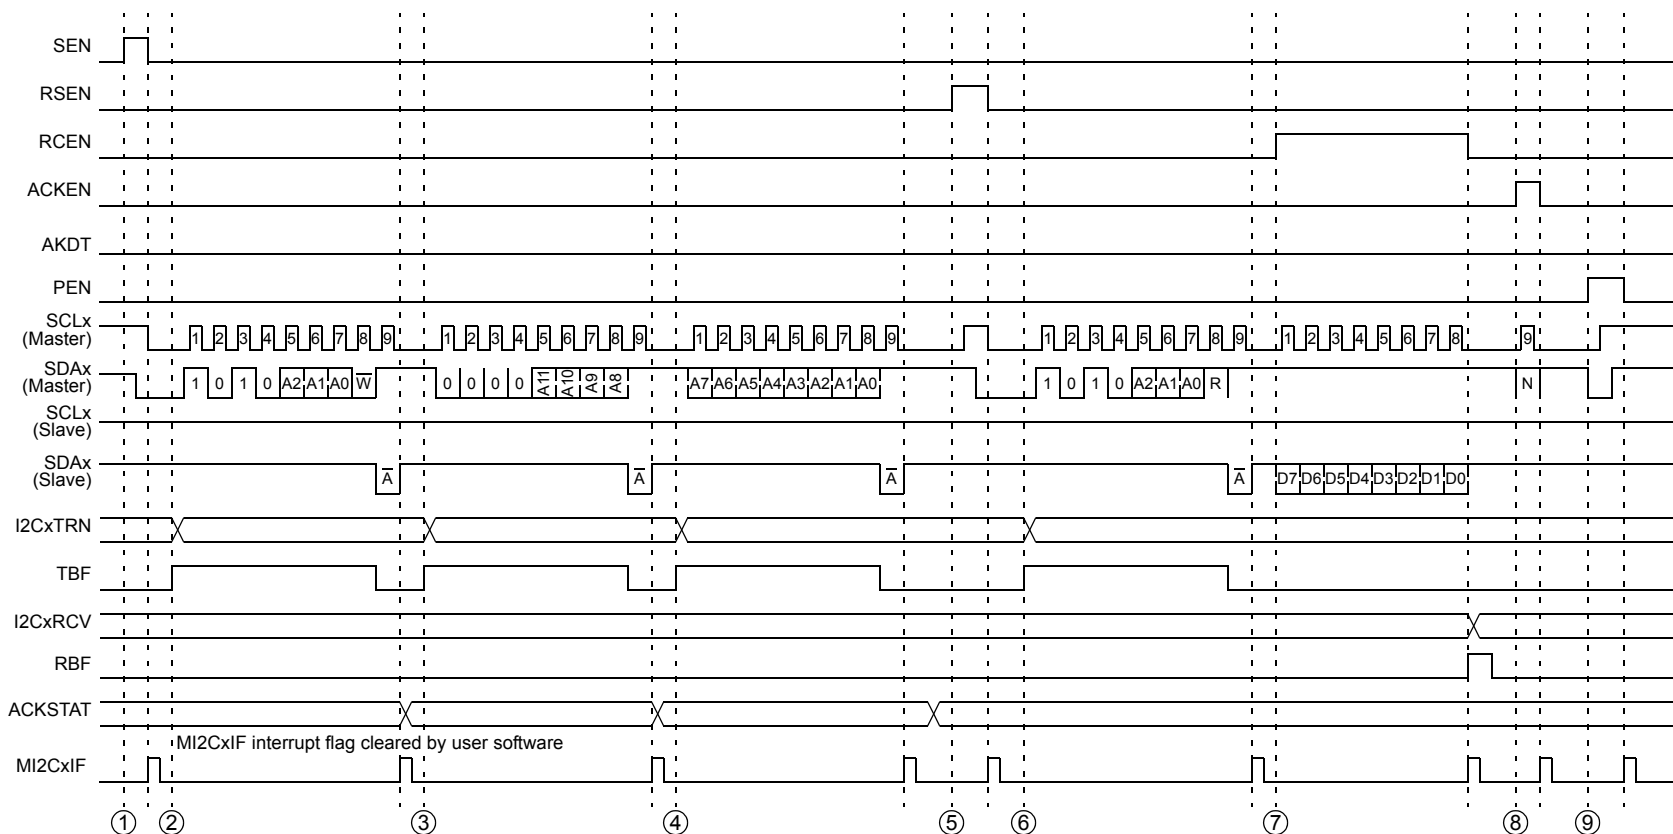 SEN
RSEN
RCEN
ACKEN
AKDT
PEN
SCLx
(Master)
1 2 3 4 5 6 7 8 9 1 2 3 4 5 6 7 8 9 1 2 3 4 5 6 7 8 9 1 2 3 4 5 6 7 8 9 1 2 3 4 5 6 7 8 9
SDAx
(Master)
1 0 1 0 A2 A1 A0 W̅ 0 0 0 0 A11 A10 A9 A8 A7 A6 A5 A4 A3 A2 A1 A0 1 0 1 0 A2 A1 A0 R N
SCLx
(Slave)
SDAx
(Slave)
A̅ A̅ A̅ A̅ D7 D6 D5 D4 D3 D2 D1 D0
I2CxTRN
TBF
I2CxRCV
RBF
ACKSTAT
MI2CxIF interrupt flag cleared by user software
MI2CxIF
① ② ③ ④ ⑤ ⑥ ⑦ ⑧ ⑨